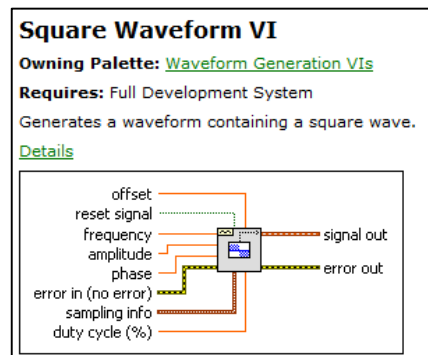 Square Waveform VI
Owning Palette: Waveform Generation VIs
Requires: Full Development System
Generates a waveform containing a square wave.
Details
offset
reset signal
frequency
amplitude
phase
error in (no error)
sampling info
duty cycle (%)
signal out
error out